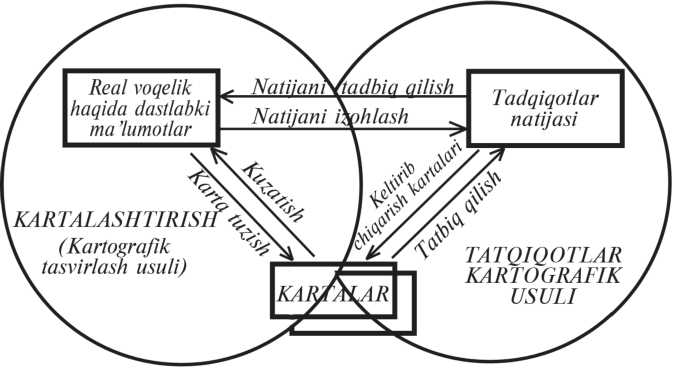 Real voqelik
haqida dastlabki
ma’lumotlar
Natijani tadbiq qilish
Natijani izohlash
Tadqiqotlar
natijasi
Kuzatish
Karta tuzish
Keltirib
chiqarish kartalari
Tatbiq qilish
KARTALASHTIRISH
(Kartografik
tasvirlash usuli)
KARTALAR
TATQIQOTLAR
KARTOGRAFIK
USULI